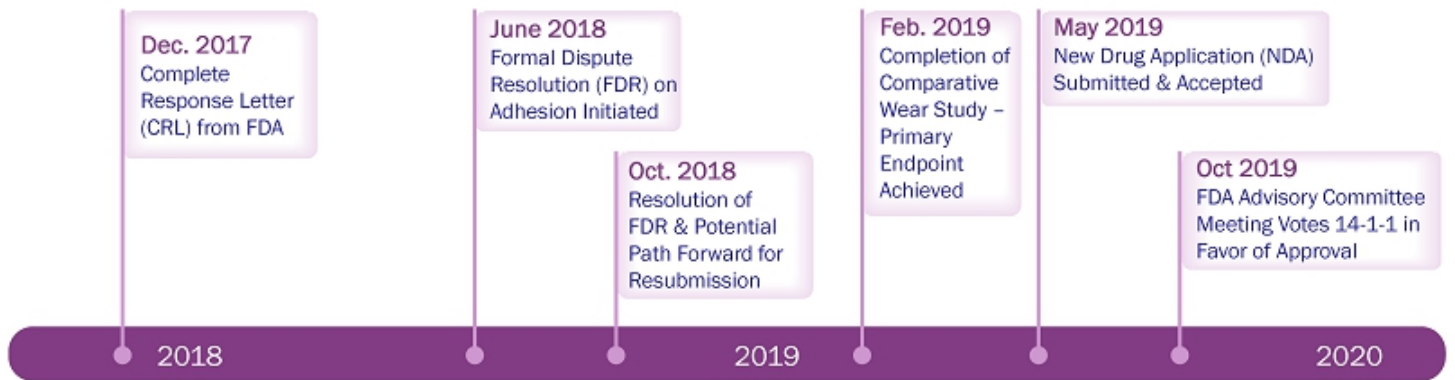 Dec. 2017
Complete
Response Letter
(CRL) from FDA
June 2018
Formal Dispute
Resolution (FDR) on
Adhesion Initiated
Oct. 2018
Resolution of
FDR & Potential
Path Forward for
Resubmission
Feb. 2019
Completion of
Comparative
Wear Study –
Primary
Endpoint
Achieved
May 2019
New Drug Application (NDA)
Submitted & Accepted
Oct 2019
FDA Advisory Committee
Meeting Votes 14-1-1 in
Favor of Approval
2018
2019
2020